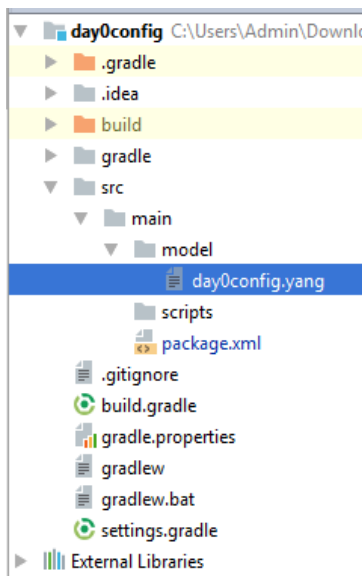 day0config C:\Users\Admin\Downlo
.gradle
.idea
build
gradle
src
main
model
day0config.yang
scripts
package.xml
.gitignore
build.gradle
gradle.properties
gradlew
gradlew.bat
settings.gradle
External Libraries